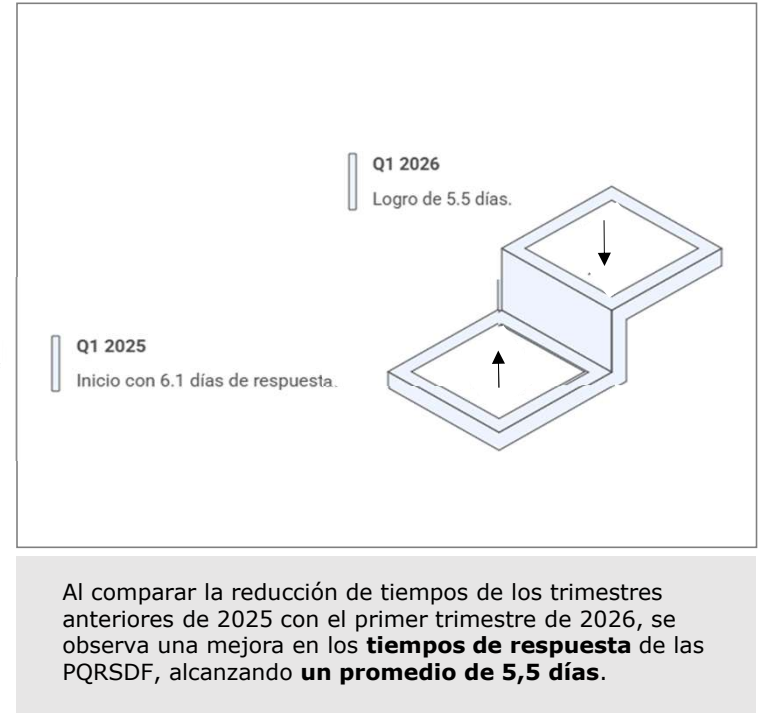 Q1 2026
Logro de 5.5 días.
Q1 2025
Inicio con 6.1 días de respuesta.
Al comparar la reducción de tiempos de los trimestres
anteriores de 2025 con el primer trimestre de 2026, se
observa una mejora en los tiempos de respuesta de las
PQRSDF, alcanzando un promedio de 5,5 días.